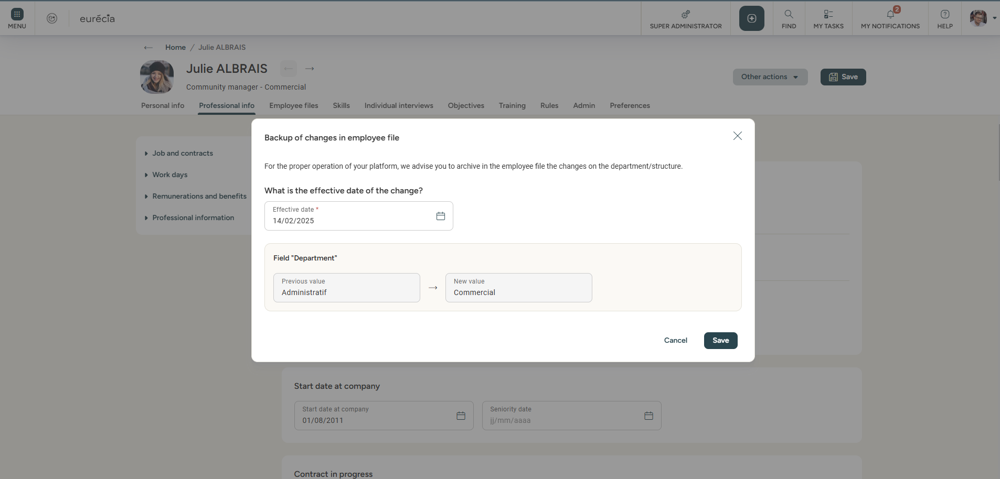 MENU
eurécia
SUPER ADMINISTRATOR
FIND
MY TASKS
2
MY NOTIFICATIONS
HELP
Home / Julie ALBRAIS
Julie ALBRAIS
Community manager - Commercial
Other actions
Save
Personal info
Professional info
Employee files
Skills
Individual interviews
Objectives
Training
Rules
Admin
Preferences
Job and contracts
Work days
Remunerations and benefits
Professional information
Backup of changes in employee file
For the proper operation of your platform, we advise you to archive in the employee file the changes on the department/structure.
What is the effective date of the change?
Effective date *
14/02/2025
Field "Department"
Previous value
Administratif
New value
Commercial
Cancel
Save
Start date at company
Start date at company
01/08/2011
Seniority date
jj/mm/aaaa
Contract in progress